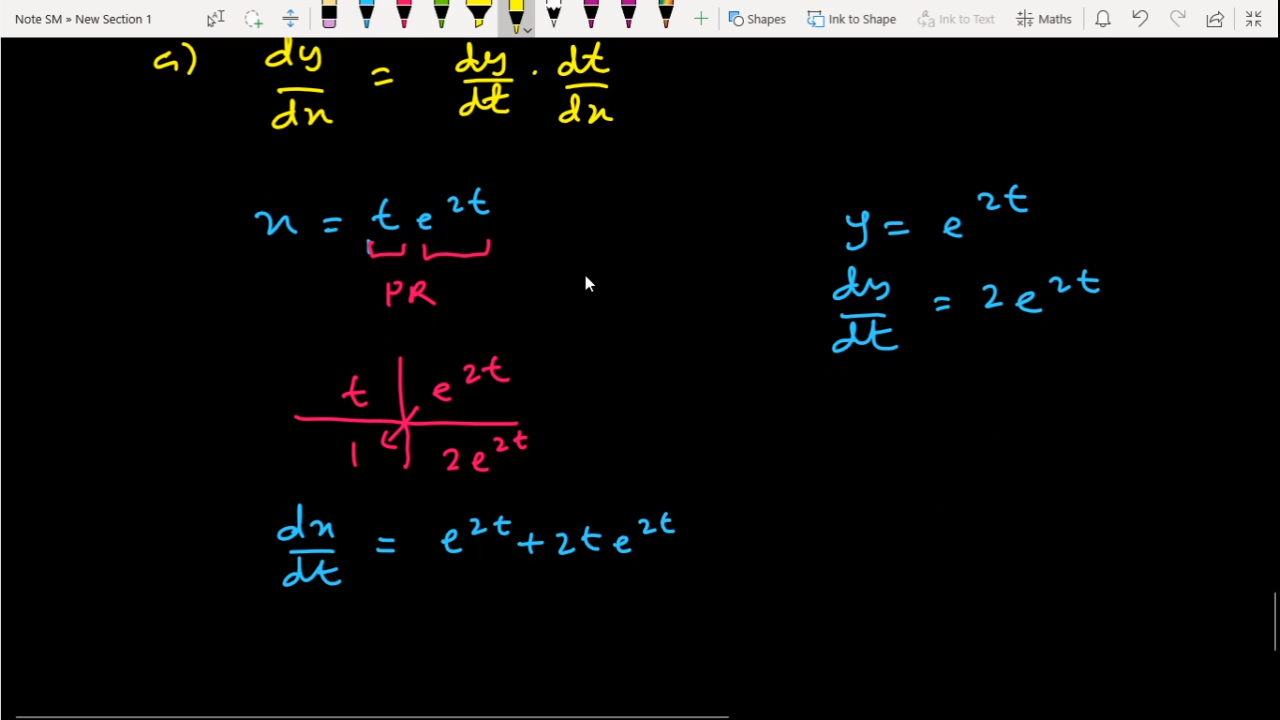 Note SM » New Section 1
Shapes
Ink to Shape
Ink to Text
Maths
a) dy/dx = dy/dt · dt/dx
x = t e^2t
PR
t | e^2t
1 | 2e^2t
dx/dt = e^2t + 2t e^2t
y = e^2t
dy/dt = 2e^2t